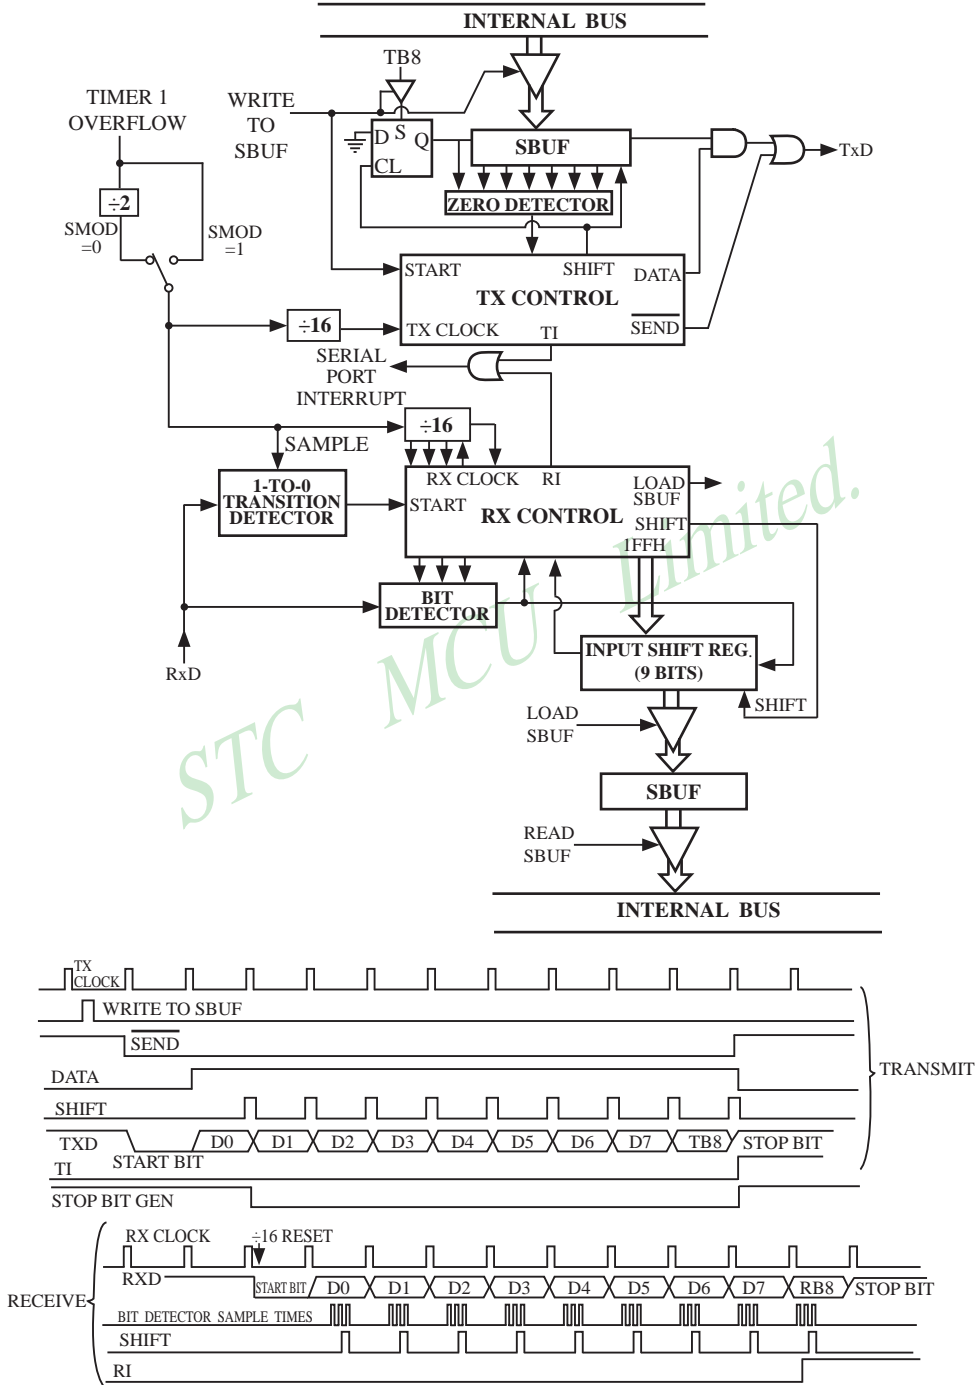 INTERNAL BUS
TB8
TIMER 1
OVERFLOW
WRITE
TO
SBUF
D
S
Q
CL
SBUF
TxD
ZERO DETECTOR
÷2
SMOD
=0
SMOD
=1
START
SHIFT
DATA
TX CONTROL
÷16
TX CLOCK
TI
SEND
SERIAL
PORT
INTERRUPT
÷16
SAMPLE
RX CLOCK
RI
LOAD
SBUF
1-TO-0
TRANSITION
DETECTOR
START
RX CONTROL
SHIFT
1FFH
BIT
DETECTOR
RxD
INPUT SHIFT REG.
(9 BITS)
SHIFT
LOAD
SBUF
SBUF
READ
SBUF
INTERNAL BUS
STC MCU Limited.
TX
CLOCK
WRITE TO SBUF
SEND
DATA
TRANSMIT
SHIFT
TXD
START BIT
D0 D1 D2 D3 D4 D5 D6 D7 TB8 STOP BIT
TI
STOP BIT GEN
RX CLOCK
÷16 RESET
RXD
START BIT D0 D1 D2 D3 D4 D5 D6 D7 RB8 STOP BIT
RECEIVE
BIT DETECTOR SAMPLE TIMES
SHIFT
RI